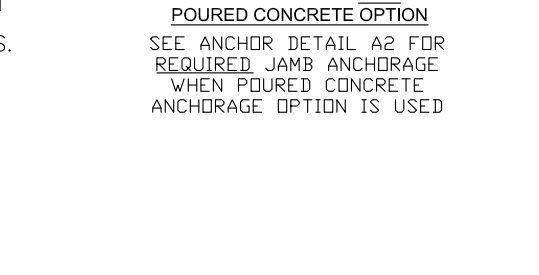 POURED CONCRETE OPTION
S.
SEE ANCHOR DETAIL A2 FOR
REQUIRED JAMB ANCHORAGE
WHEN POURED CONCRETE
ANCHORAGE OPTION IS USED